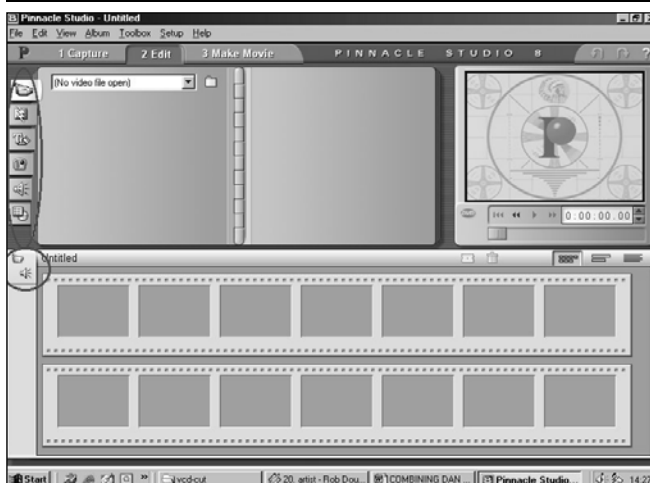 Pinnacle Studio - Untitled
File Edit View Album Toolbox Setup Help
P 1 Capture 2 Edit 3 Make Movie PINNACLE STUDIO 8 ?
(No video file open)
P
0:00:00.00
Untitled
Start » vcd-cut 20. artist - Rob Dou... COMBINING DAN ... Pinnacle Studio... 14:27